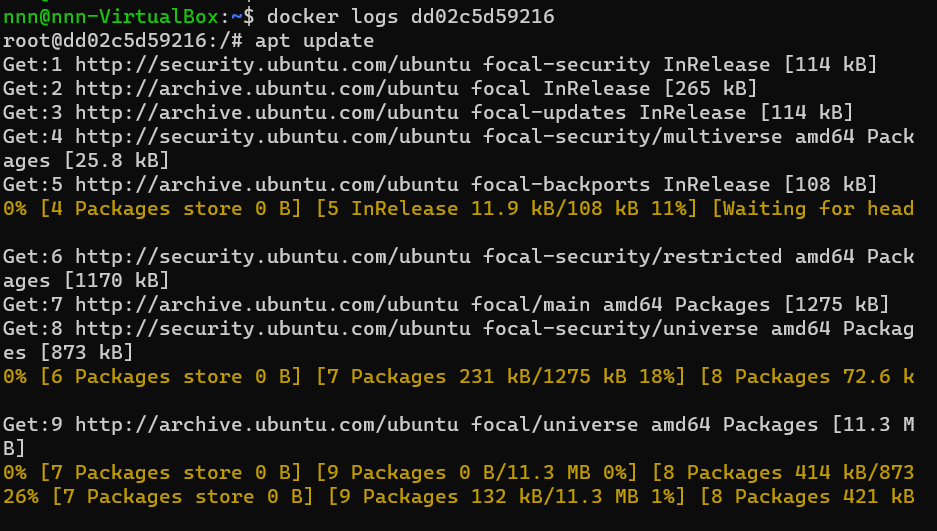 nnn@nnn-VirtualBox:~$ docker logs dd02c5d59216
root@dd02c5d59216:/# apt update
Get:1 http://security.ubuntu.com/ubuntu focal-security InRelease [114 kB]
Get:2 http://archive.ubuntu.com/ubuntu focal InRelease [265 kB]
Get:3 http://archive.ubuntu.com/ubuntu focal-updates InRelease [114 kB]
Get:4 http://security.ubuntu.com/ubuntu focal-security/multiverse amd64 Pack
ages [25.8 kB]
Get:5 http://archive.ubuntu.com/ubuntu focal-backports InRelease [108 kB]
0% [4 Packages store 0 B] [5 InRelease 11.9 kB/108 kB 11%] [Waiting for head
Get:6 http://security.ubuntu.com/ubuntu focal-security/restricted amd64 Pack
ages [1170 kB]
Get:7 http://archive.ubuntu.com/ubuntu focal/main amd64 Packages [1275 kB]
Get:8 http://security.ubuntu.com/ubuntu focal-security/universe amd64 Packag
es [873 kB]
0% [6 Packages store 0 B] [7 Packages 231 kB/1275 kB 18%] [8 Packages 72.6 k
Get:9 http://archive.ubuntu.com/ubuntu focal/universe amd64 Packages [11.3 M
B]
0% [7 Packages store 0 B] [9 Packages 0 B/11.3 MB 0%] [8 Packages 414 kB/873
26% [7 Packages store 0 B] [9 Packages 132 kB/11.3 MB 1%] [8 Packages 421 kB